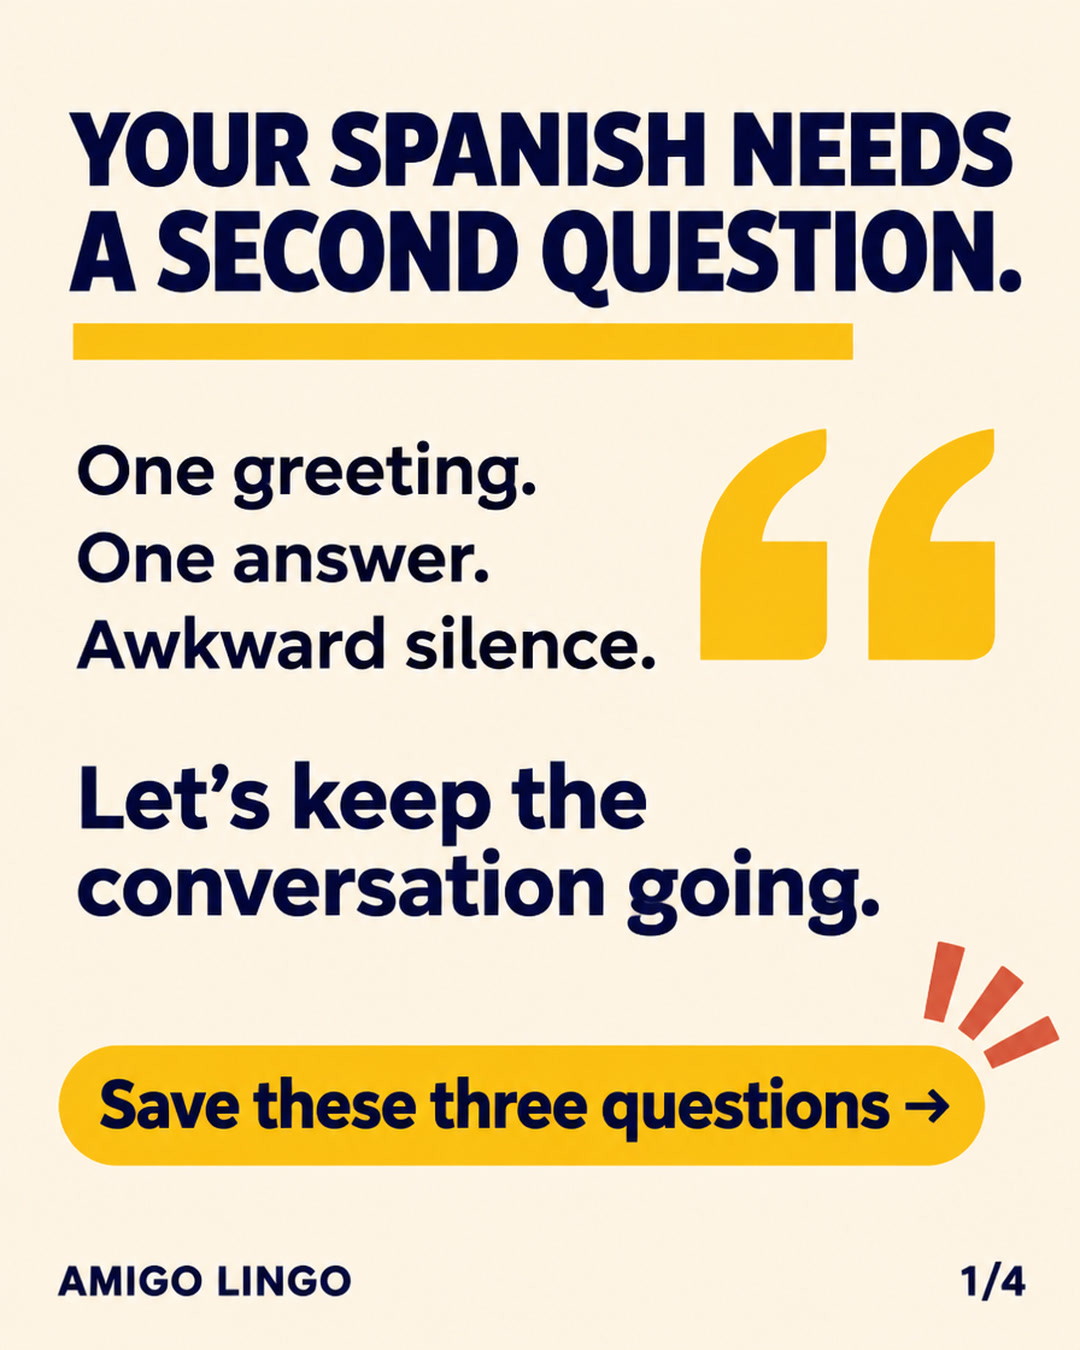 YOUR SPANISH NEEDS
A SECOND QUESTION.
One greeting.
One answer.
Awkward silence.
“
Let’s keep the
conversation going.
Save these three questions →
AMIGO LINGO
1/4